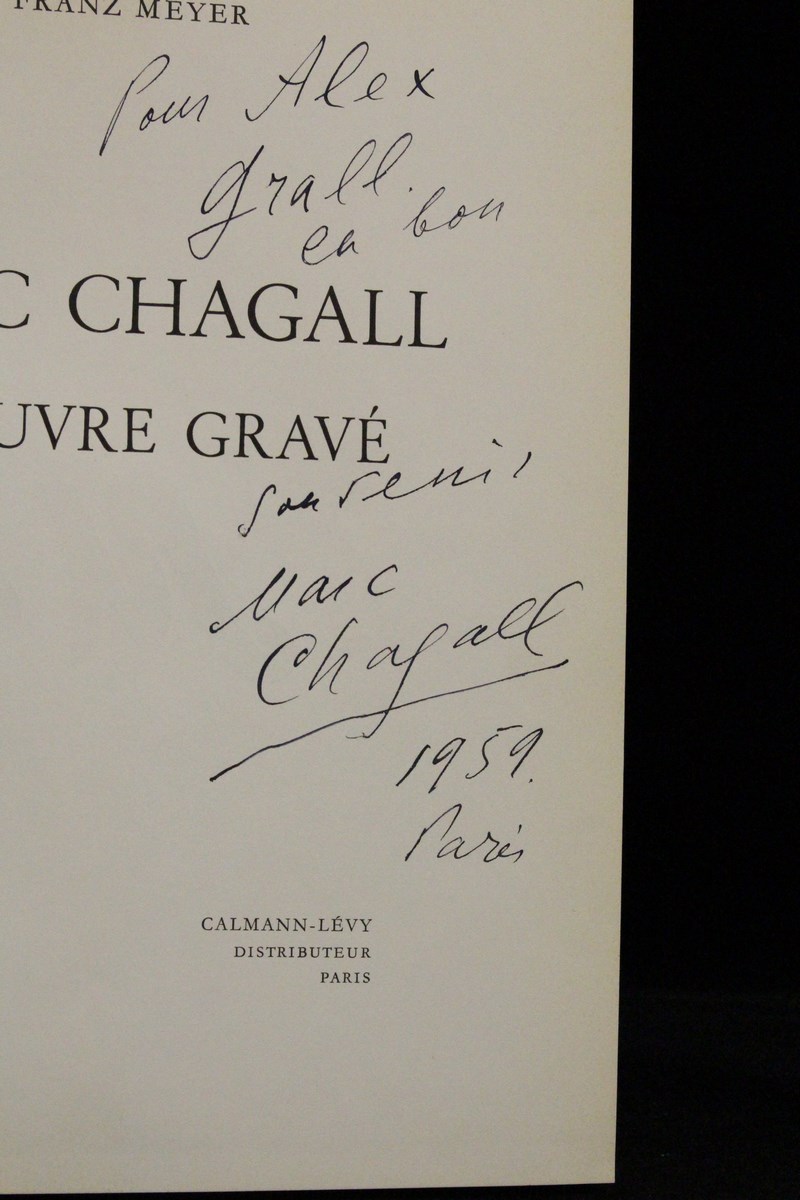 FRANZ MEYER
Pour Alex
Grall.
en bon
C CHAGALL
UVRE GRAVÉ
souvenir
Marc
Chagall
1959.
Paris
CALMANN-LÉVY
DISTRIBUTEUR
PARIS